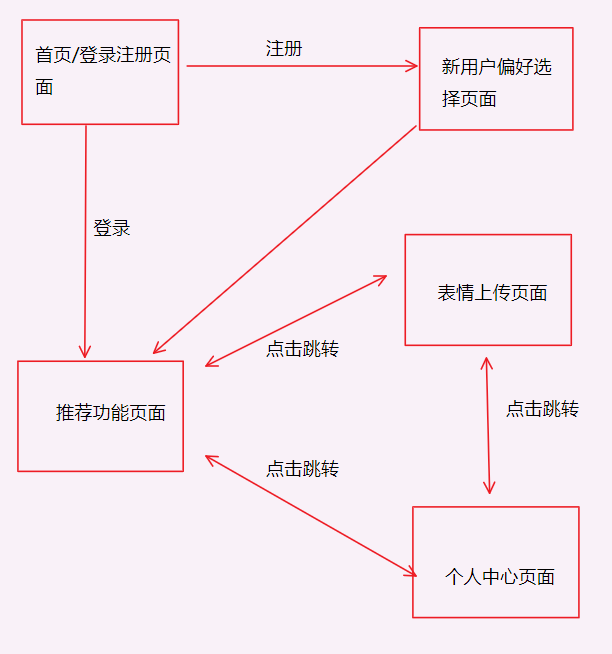 首页/登录注册页
面
注册
新用户偏好选
择页面
登录
表情上传页面
点击跳转
推荐功能页面
点击跳转
点击跳转
个人中心页面